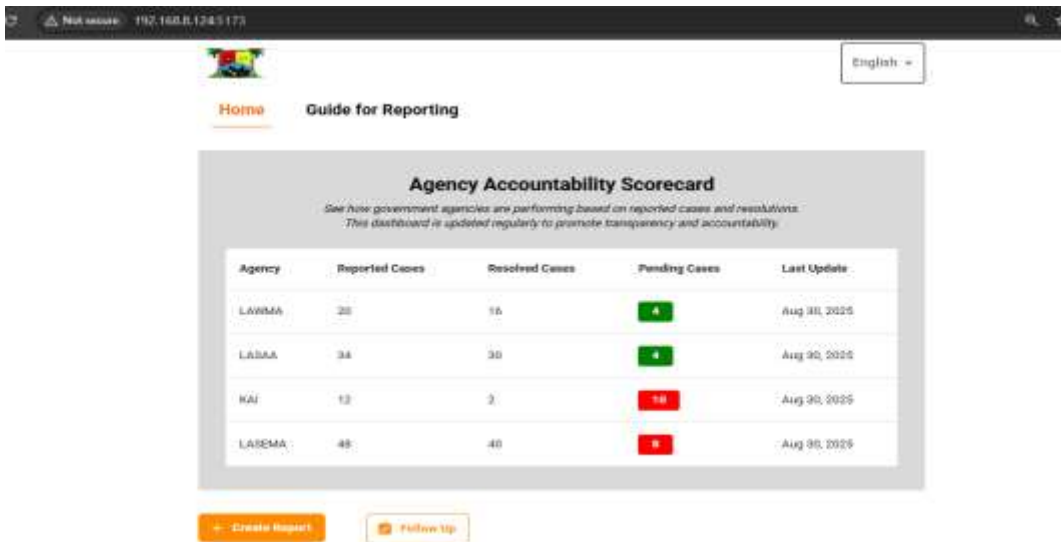 Not secure 192.168.8.124:5173
English
Home Guide for Reporting
Agency Accountability Scorecard
See how government agencies are performing based on reported cases and resolutions.
This dashboard is updated regularly to promote transparency and accountability.
Agency Reported Cases Resolved Cases Pending Cases Last Update
LAWMA 20 16 4 Aug 30, 2025
LASAA 34 30 4 Aug 30, 2025
KAI 12 2 10 Aug 30, 2025
LASEMA 48 40 8 Aug 30, 2025
+ Create Report Follow Up